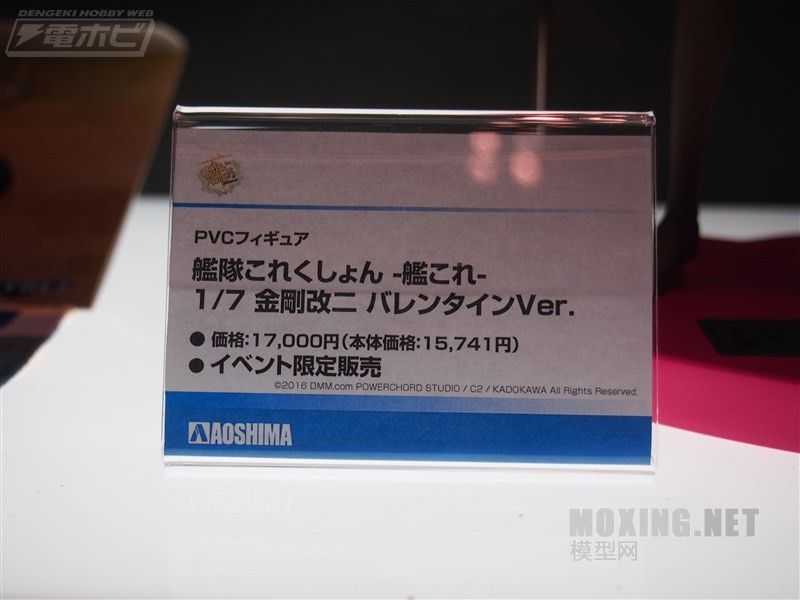 DENGEKI HOBBY WEB
電ホビ
PVCフィギュア
艦隊これくしょん -艦これ-
1/7 金剛改二 バレンタインVer.
● 価格:17,000円(本体価格:15,741円)
● イベント限定販売
©2016 DMM.com POWERCHORD STUDIO / C2 / KADOKAWA All Rights Reserved.
AOSHIMA
MOXING.NET
模型网